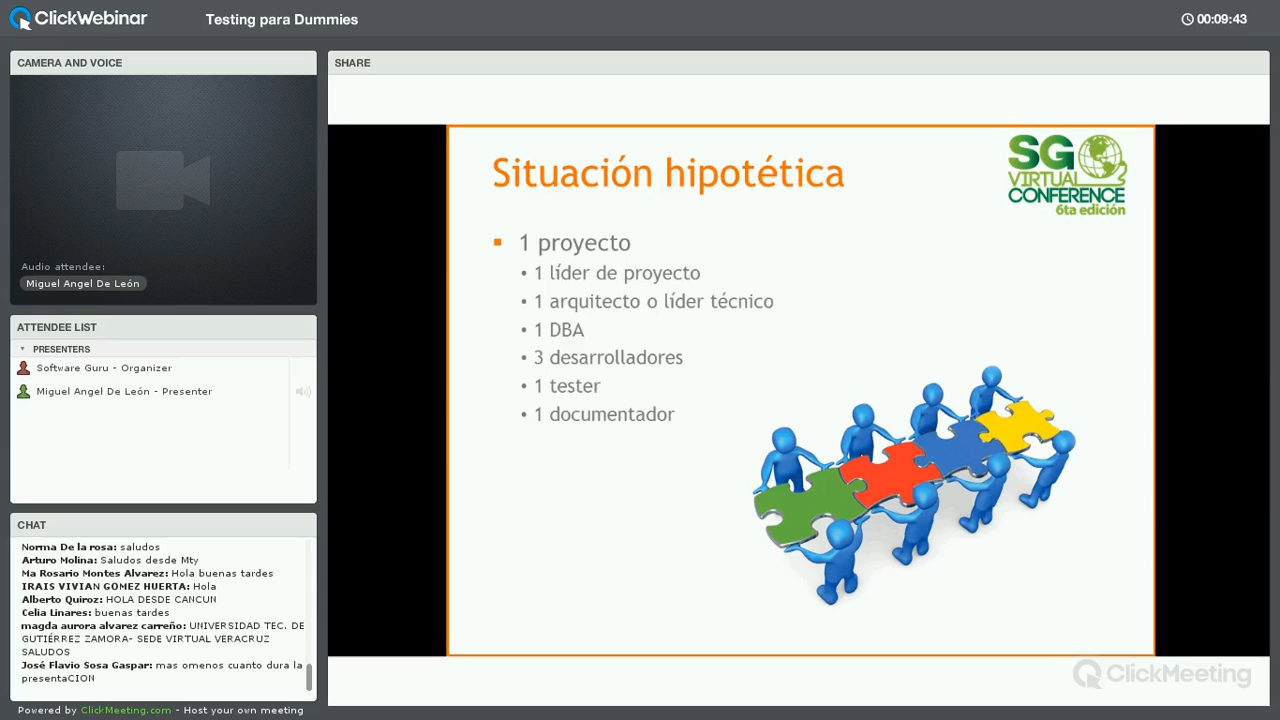 ClickWebinar
Testing para Dummies
00:09:43
CAMERA AND VOICE
Audio attendee:
Miguel Angel De León
ATTENDEE LIST
PRESENTERS
Software Guru - Organizer
Miguel Angel De León - Presenter
CHAT
Norma De la rosa: saludos
Arturo Molina: Saludos desde Mty
Ma Rosario Montes Alvarez: Hola buenas tardes
IRAIS VIVIAN GOMEZ HUERTA: Hola
Alberto Quiroz: HOLA DESDE CANCUN
Celia Linares: buenas tardes
magda aurora alvarez carreño: UNIVERSIDAD TEC. DE
GUTIÉRREZ ZAMORA- SEDE VIRTUAL VERACRUZ
SALUDOS
José Flavio Sosa Gaspar: mas omenos cuanto dura la
presentaCION
Powered by ClickMeeting.com - Host your own meeting
SHARE
Situación hipotética
SG
VIRTUAL
CONFERENCE
6ta edición
1 proyecto
• 1 líder de proyecto
• 1 arquitecto o líder técnico
• 1 DBA
• 3 desarrolladores
• 1 tester
• 1 documentador
ClickMeeting